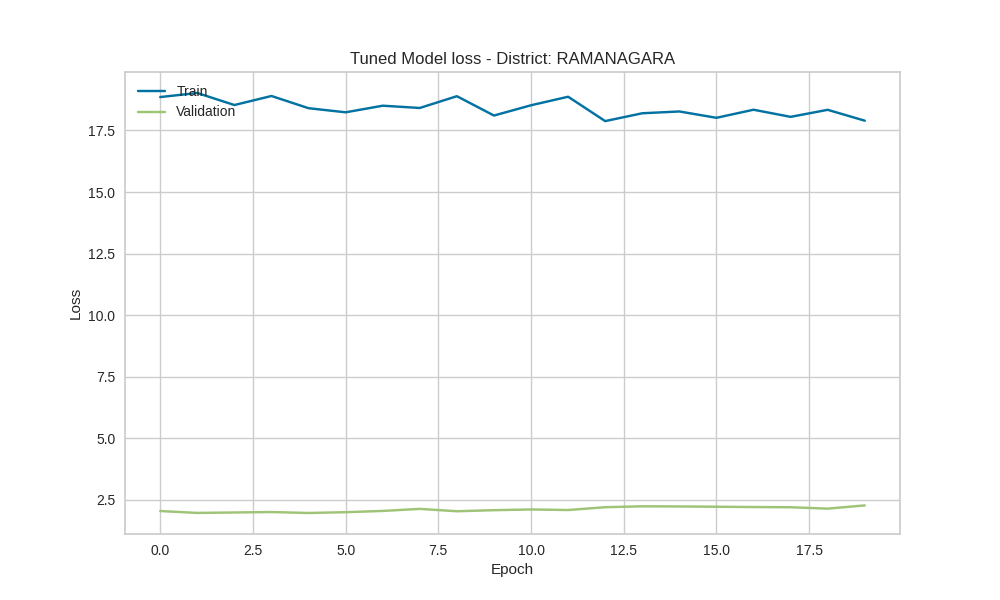 Tuned Model loss - District: RAMANAGARA
Train
Validation
17.5
15.0
12.5
10.0
7.5
5.0
2.5
Loss
0.0 2.5 5.0 7.5 10.0 12.5 15.0 17.5
Epoch